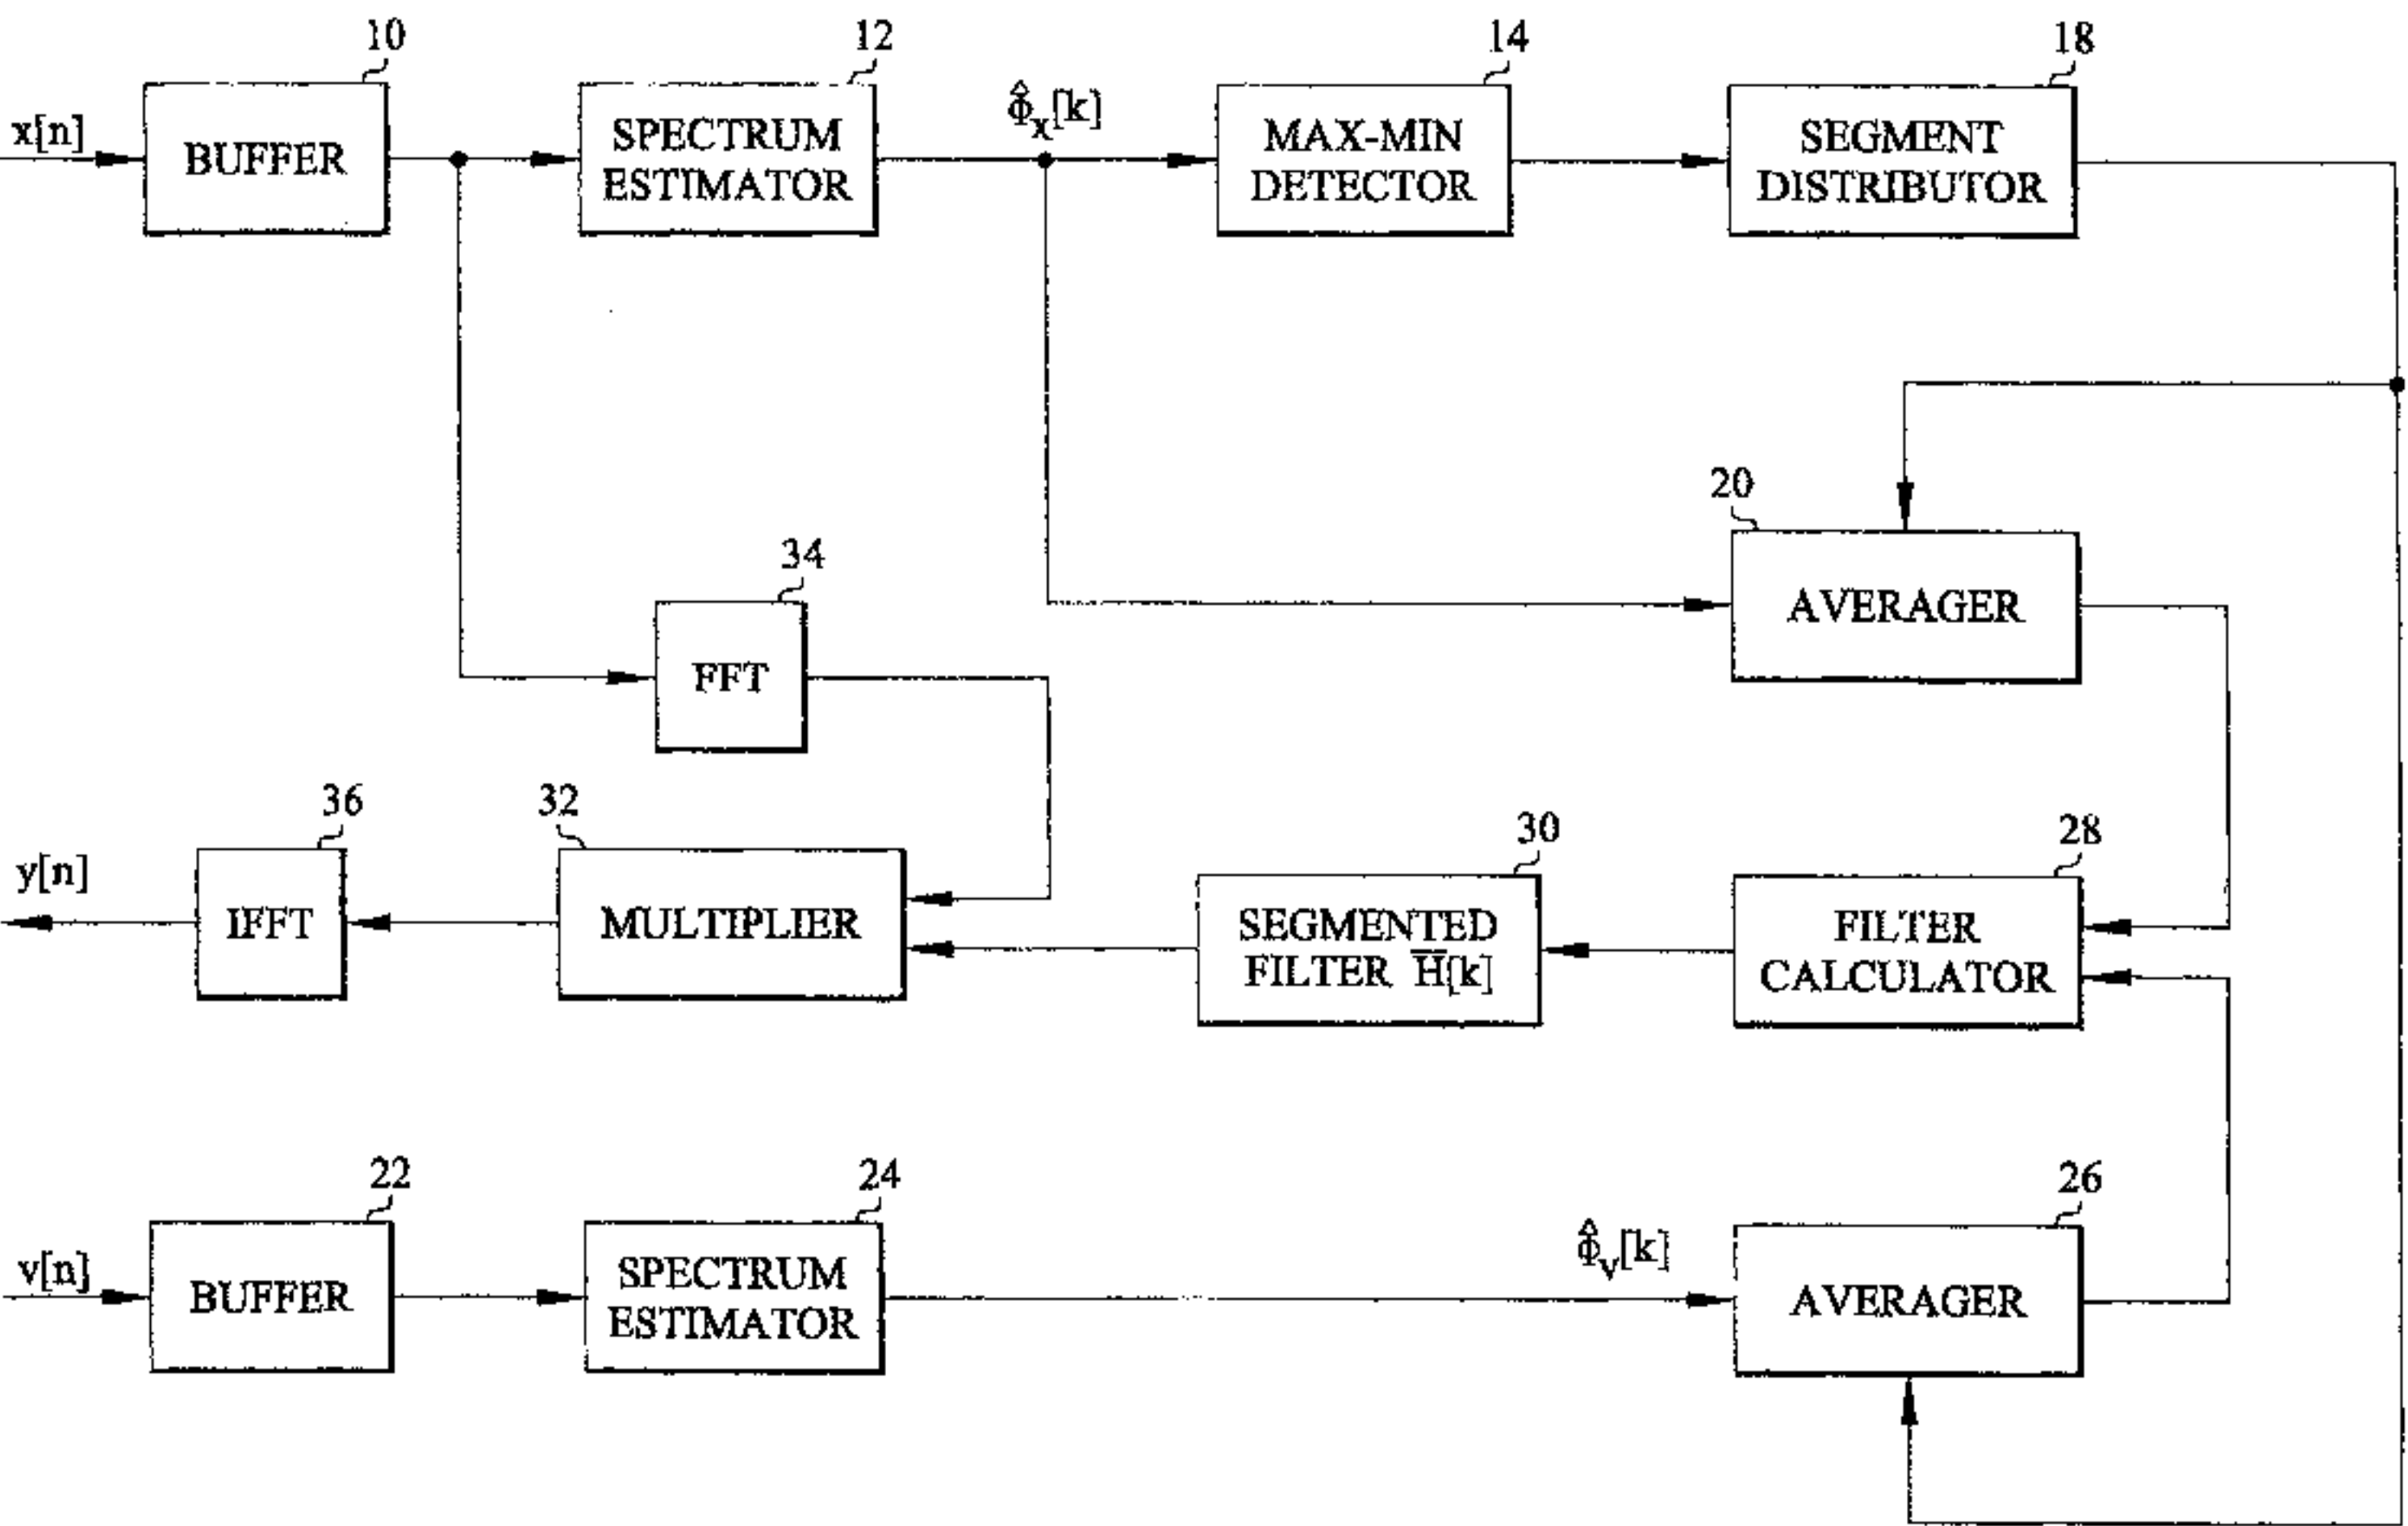 10
12
14
18
x[n]
BUFFER
SPECTRUM
ESTIMATOR
Φ̂x[k]
MAX-MIN
DETECTOR
SEGMENT
DISTRIBUTOR
20
AVERAGER
34
FFT
36
32
30
28
y[n]
IFFT
MULTIPLIER
SEGMENTED
FILTER H̅[k]
FILTER
CALCULATOR
22
24
26
v[n]
BUFFER
SPECTRUM
ESTIMATOR
Φ̂v[k]
AVERAGER